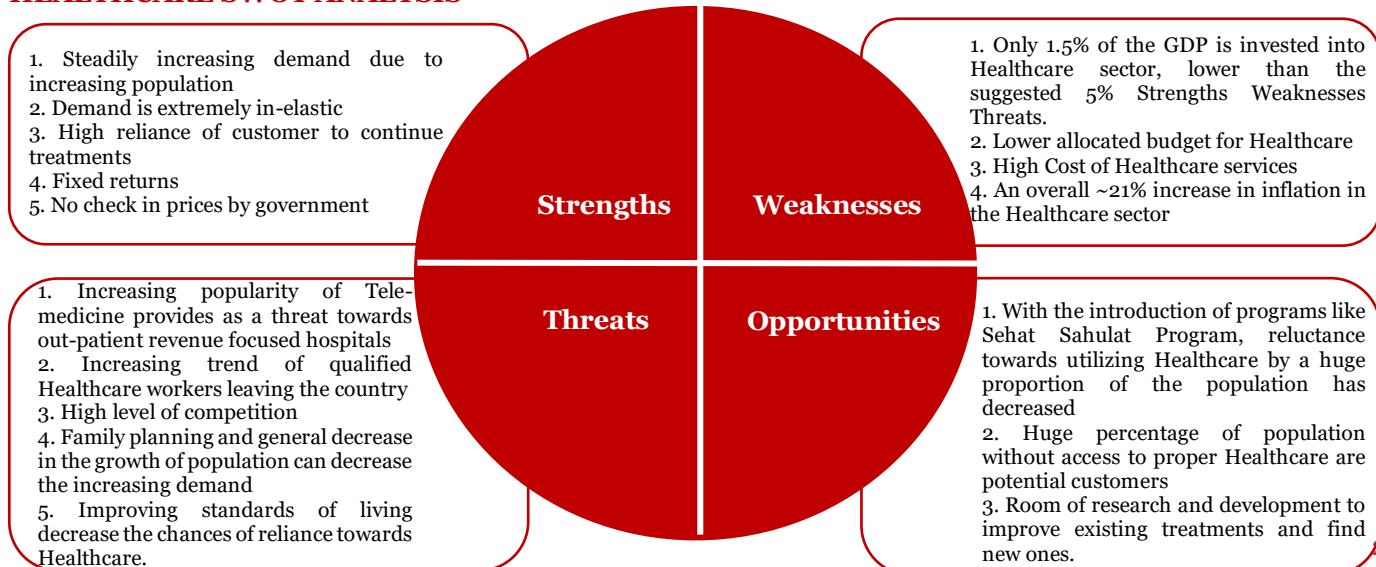 HEALTHCARE SWOT ANALYSIS
1. Steadily increasing demand due to
increasing population
2. Demand is extremely in-elastic
3. High reliance of customer to continue
treatments
4. Fixed returns
5. No check in prices by government
Strengths
Weaknesses
1. Only 1.5% of the GDP is invested into
Healthcare sector, lower than the
suggested 5% Strengths Weaknesses
Threats.
2. Lower allocated budget for Healthcare
3. High Cost of Healthcare services
4. An overall ~21% increase in inflation in
the Healthcare sector
1. Increasing popularity of Tele-
medicine provides as a threat towards
out-patient revenue focused hospitals
2. Increasing trend of qualified
Healthcare workers leaving the country
3. High level of competition
4. Family planning and general decrease
in the growth of population can decrease
the increasing demand
5. Improving standards of living
decrease the chances of reliance towards
Healthcare.
Threats
Opportunities
1. With the introduction of programs like
Sehat Sahulat Program, reluctance
towards utilizing Healthcare by a huge
proportion of the population has
decreased
2. Huge percentage of population
without access to proper Healthcare are
potential customers
3. Room of research and development to
improve existing treatments and find
new ones.